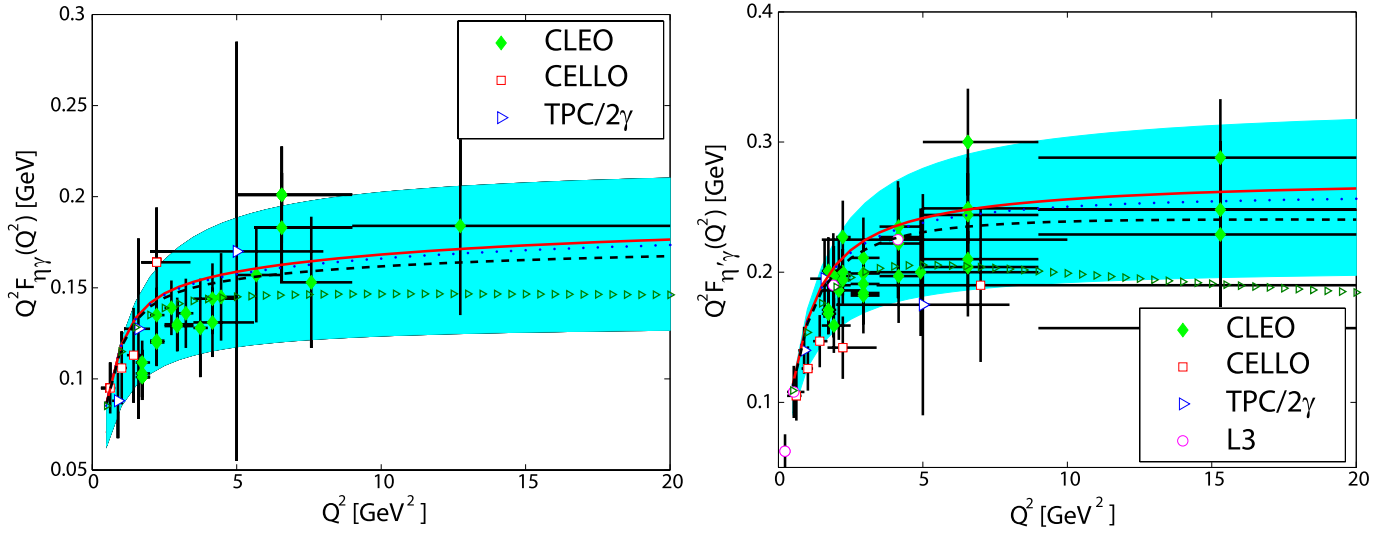 0.3
0.25
0.2
0.15
0.1
0.05
Q²F_ηγ(Q²) [GeV]
0 5 10 15 20
Q² [GeV²]
CLEO
CELLO
TPC/2γ
0.4
0.3
0.2
0.1
Q²F_η′γ(Q²) [GeV]
0 5 10 15 20
Q² [GeV²]
CLEO
CELLO
TPC/2γ
L3